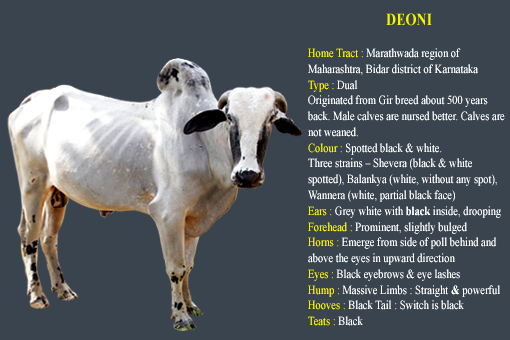 DEONI
Home Tract : Marathwada region of
Maharashtra, Bidar district of Karnataka
Type : Dual
Originated from Gir breed about 500 years
back. Male calves are nursed better. Calves are
not weaned.
Colour : Spotted black & white.
Three strains – Shevera (black & white
spotted), Balankya (white, without any spot),
Wannera (white, partial black face)
Ears : Grey white with black inside, drooping
Forehead : Prominent, slightly bulged
Horns : Emerge from side of poll behind and
above the eyes in upward direction
Eyes : Black eyebrows & eye lashes
Hump : Massive Limbs : Straight & powerful
Hooves : Black Tail : Switch is black
Teats : Black